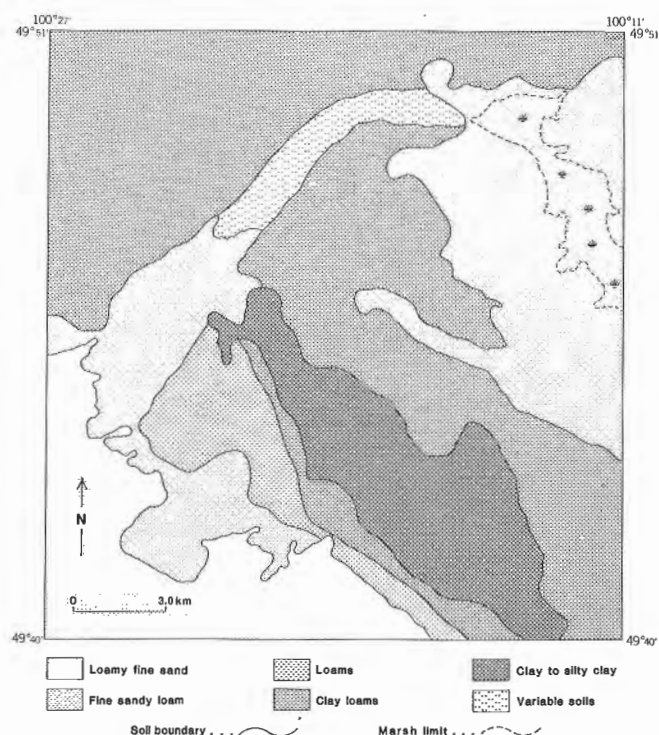 100°27' 100°11'
49°51' 49°51
N
0 3.0 km
49°40' 49°40'
Loamy fine sand Loams Clay to silty clay
Fine sandy loam Clay loams Variable soils
Soil boundary . . . Marsh limit . . .